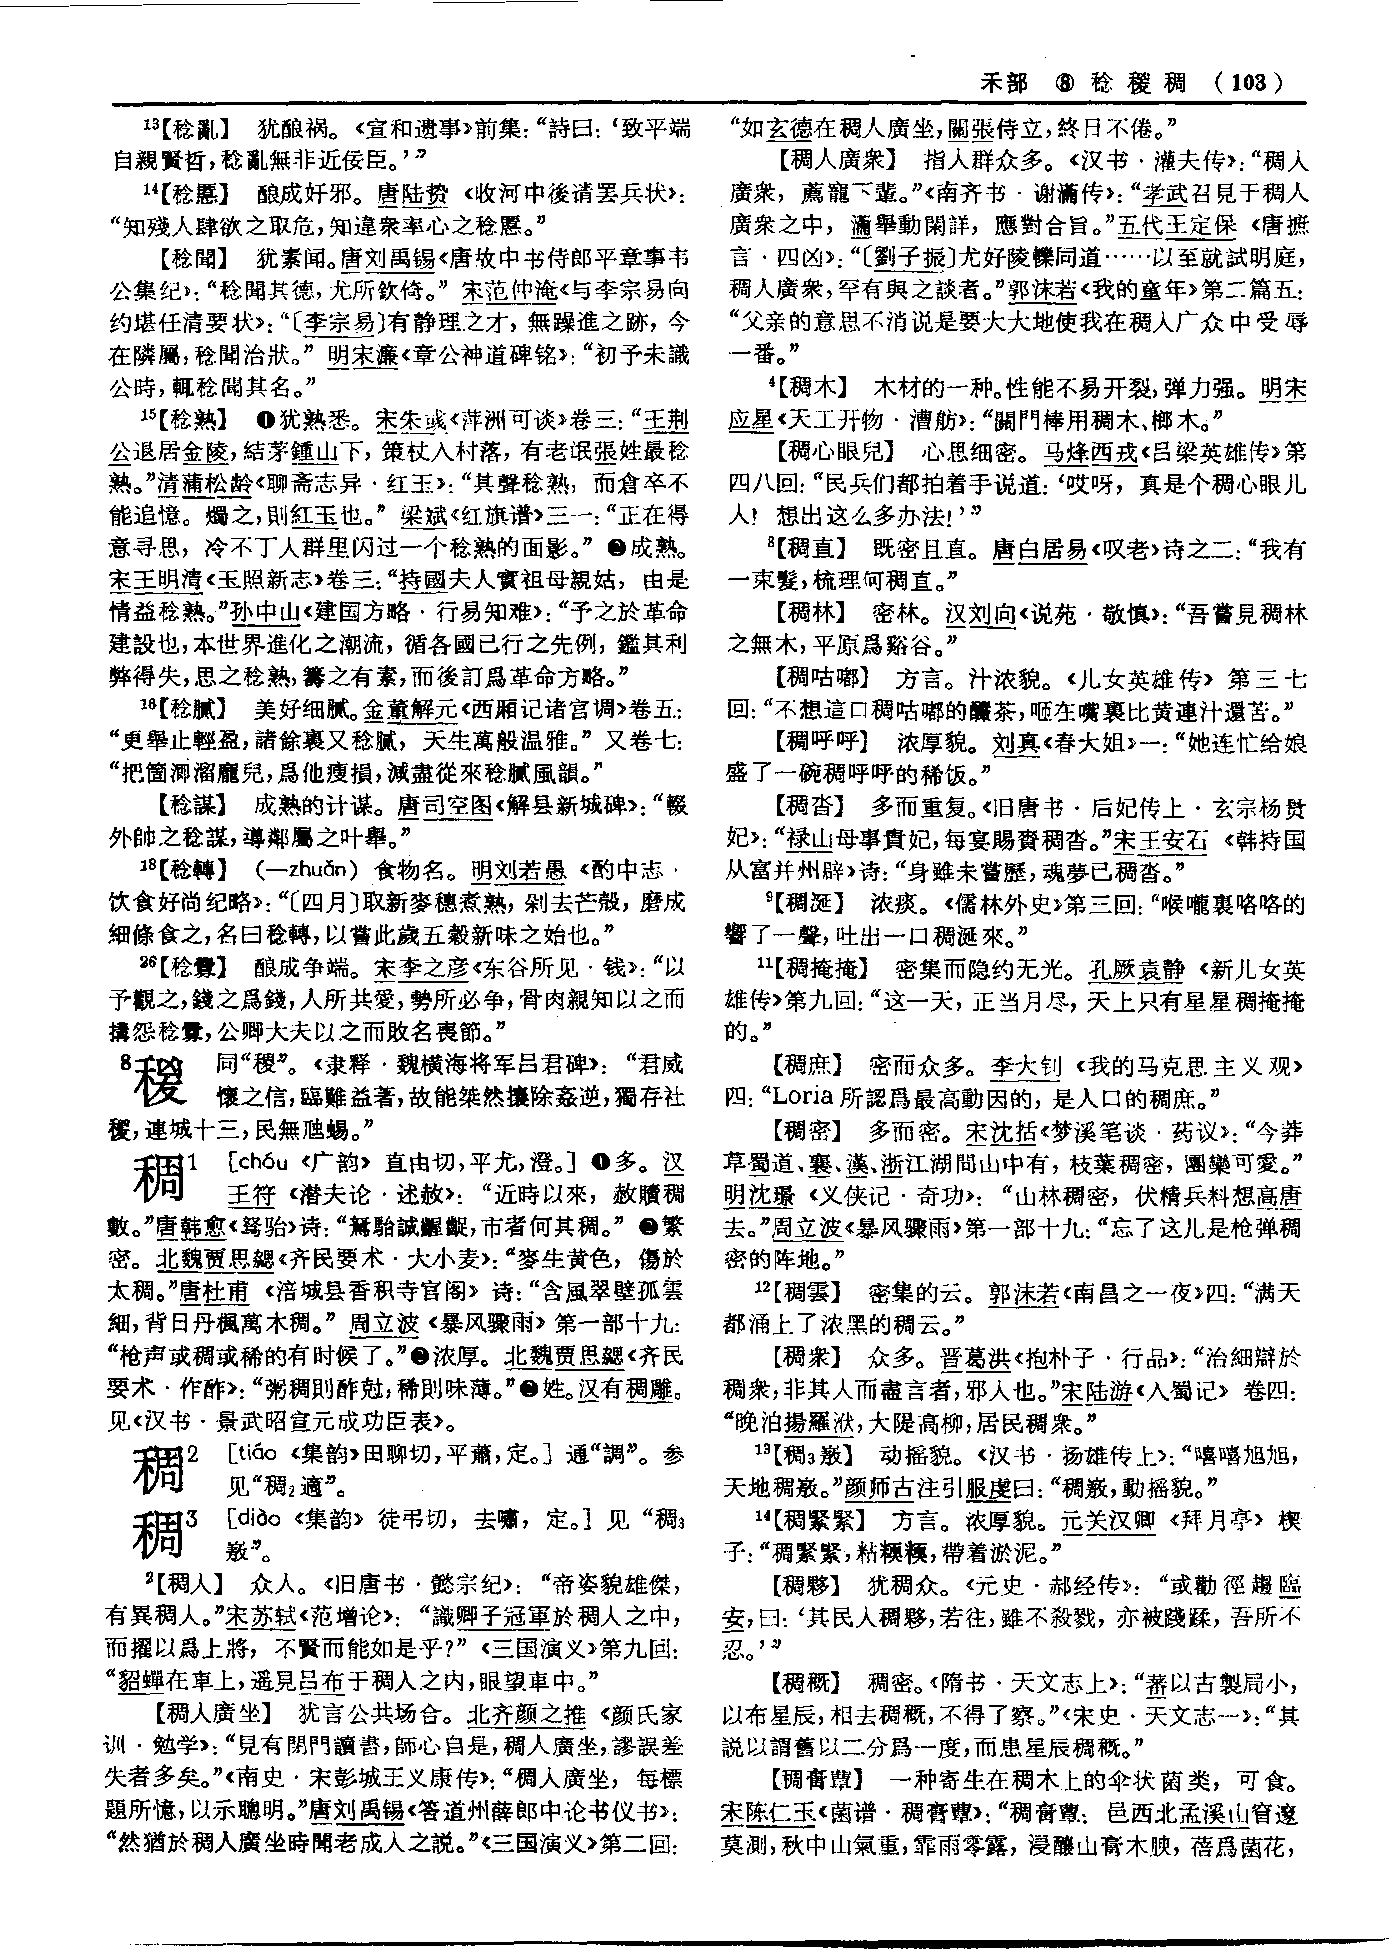 禾部 ⑧ 稔稷稠 （103）
¹³【稔亂】 犹酿祸。《宣和遗事》前集：“詩曰：‘致平端
自親賢哲，稔亂無非近佞臣。’”
¹⁴【稔慝】 酿成奸邪。唐陆贽《收河中後请罢兵状》：
“知殘人肆欲之取危，知違衆率心之稔慝。”
【稔聞】 犹素闻。唐刘禹锡《唐故中书侍郎平章事韦
公集纪》：“稔聞其德，尤所欽倚。”宋范仲淹《与李宗易向
约堪任清要状》：“〔李宗易〕有静理之才，無躁進之跡，今
在隣屬，稔聞治狀。”明宋濂《章公神道碑铭》：“初予未識
公時，輒稔聞其名。”
¹⁵【稔熟】 ❶犹熟悉。宋朱彧《萍洲可谈》卷三：“王荆
公退居金陵，結茅鍾山下，策杖入村落，有老氓張姓最稔
熟。”清蒲松龄《聊斋志异·红玉》：“其聲稔熟，而倉卒不
能追憶。燭之，則紅玉也。”梁斌《红旗谱》三一：“正在得
意寻思，冷不丁人群里闪过一个稔熟的面影。”❷成熟。
宋王明清《玉照新志》卷三：“持國夫人實祖母親姑，由是
情益稔熟。”孙中山《建国方略·行易知难》：“予之於革命
建設也，本世界進化之潮流，循各國已行之先例，鑑其利
弊得失，思之稔熟，籌之有素，而後訂爲革命方略。”
¹⁸【稔膩】 美好细腻。金董解元《西厢记诸宫调》卷五：
“更舉止輕盈，諸餘裏又稔膩，天生萬般温雅。”又卷七：
“把箇溜龐兒，爲他瘦損，減盡從來稔膩風韻。”
【稔謀】 成熟的计谋。唐司空图《解县新城碑》：“輟
外帥之稔謀，導鄰屬之叶舉。”
¹⁸【稔轉】 （—zhuǎn）食物名。明刘若愚《酌中志·
饮食好尚纪略》：“〔四月〕取新麥穗煮熟，剁去芒殼，磨成
細條食之，名曰稔轉，以嘗此歲五穀新味之始也。”
²⁶【稔釁】 酿成争端。宋李之彦《东谷所见·钱》：“以
予觀之，錢之爲錢，人所共愛，勢所必争，骨肉親知以之而
搆怨稔釁，公卿大夫以之而敗名喪節。”
⁸稷 同“稷”。《隶释·魏横海将军吕君碑》：“君威
懷之信，臨難益著，故能桀然攘除姦逆，獨存社
稷，連城十三，民無虺蜴。”
稠¹ ［chóu《广韵》直由切，平尤，澄。］❶多。汉
王符《潜夫论·述赦》：“近時以來，赦贖稠
數。”唐韩愈《驽骀》诗：“駑駘誠齷齪，市者何其稠。”❷繁
密。北魏贾思勰《齐民要术·大小麦》：“麥生黄色，傷於
太稠。”唐杜甫《涪城县香积寺官阁》诗：“含風翠壁孤雲
細，背日丹楓萬木稠。”周立波《暴风骤雨》第一部十九：
“枪声或稠或稀的有时候了。”❸浓厚。北魏贾思勰《齐民
要术·作酢》：“粥稠則酢尅，稀則味薄。”❹姓。汉有稠雕。
见《汉书·景武昭宣元成功臣表》。
稠² ［tiáo《集韵》田聊切，平蕭，定。］通“調”。参
见“稠₂適”。
稠³ ［diào《集韵》徒弔切，去嘯，定。］见“稠₃
嶅”。
²【稠人】 众人。《旧唐书·懿宗纪》：“帝姿貌雄傑，
有異稠人。”宋苏轼《范增论》：“識卿子冠軍於稠人之中，
而擢以爲上將，不賢而能如是乎？”《三国演义》第九回：
“貂蟬在車上，遥見吕布于稠人之内，眼望車中。”
【稠人廣坐】 犹言公共场合。北齐颜之推《颜氏家
训·勉学》：“見有閉門讀書，師心自是，稠人廣坐，謬誤差
失者多矣。”《南史·宋彭城王义康传》：“稠人廣坐，每標
題所憶，以示聰明。”唐刘禹锡《答道州薛郎中论书仪书》：
“然猶於稠人廣坐時聞老成人之説。”《三国演义》第二回：
“如玄德在稠人廣坐，關張侍立，終日不倦。”
【稠人廣衆】 指人群众多。《汉书·灌夫传》：“稠人
廣衆，薦寵下輩。”《南齐书·谢㵸传》：“孝武召見于稠人
廣衆之中，㵸舉動閑詳，應對合旨。”五代王定保《唐摭
言·四凶》：“〔劉子振〕尤好陵轢同道……以至就試明庭，
稠人廣衆，罕有與之談者。”郭沫若《我的童年》第二篇五：
“父亲的意思不消说是要大大地使我在稠人广众中受辱
一番。”
⁴【稠木】 木材的一种。性能不易开裂，弹力强。明宋
应星《天工开物·漕舫》：“關門棒用稠木、榔木。”
【稠心眼兒】 心思细密。马烽西戎《吕梁英雄传》第
四八回：“民兵们都拍着手说道：‘哎呀，真是个稠心眼儿
人！想出这么多办法！’”
⁸【稠直】 既密且直。唐白居易《叹老》诗之二：“我有
一束髮，梳理何稠直。”
【稠林】 密林。汉刘向《说苑·敬慎》：“吾嘗見稠林
之無木，平原爲谿谷。”
【稠咕嘟】 方言。汁浓貌。《儿女英雄传》第三七
回：“不想這口稠咕嘟的釅茶，咂在嘴裏比黄連汁還苦。”
【稠呼呼】 浓厚貌。刘真《春大姐》一：“她连忙给娘
盛了一碗稠呼呼的稀饭。”
【稠沓】 多而重复。《旧唐书·后妃传上·玄宗杨贵
妃》：“禄山母事貴妃，每宴賜賚稠沓。”宋王安石《韩持国
从富并州辟》诗：“身雖未嘗歷，魂夢已稠沓。”
⁹【稠涎】 浓痰。《儒林外史》第三回：“喉嚨裏咯咯的
響了一聲，吐出一口稠涎來。”
¹¹【稠掩掩】 密集而隐约无光。孔厥袁静《新儿女英
雄传》第九回：“这一天，正当月尽，天上只有星星稠掩掩
的。”
【稠庶】 密而众多。李大钊《我的马克思主义观》
四：“Loria所認爲最高動因的，是人口的稠庶。”
【稠密】 多而密。宋沈括《梦溪笔谈·药议》：“今莽
草蜀道、襄、漢、浙江湖間山中有，枝葉稠密，團欒可愛。”
明沈璟《义侠记·奇功》：“山林稠密，伏精兵料想高唐
去。”周立波《暴风骤雨》第一部十九：“忘了这儿是枪弹稠
密的阵地。”
¹²【稠雲】 密集的云。郭沫若《南昌之一夜》四：“满天
都涌上了浓黑的稠云。”
【稠衆】 众多。晋葛洪《抱朴子·行品》：“治細辯於
稠衆，非其人而盡言者，邪人也。”宋陆游《入蜀记》卷四：
“晚泊揚羅洑，大隄高柳，居民稠衆。”
¹³【稠₃嶅】 动摇貌。《汉书·扬雄传上》：“嘻嘻旭旭，
天地稠嶅。”颜师古注引服虔曰：“稠嶅，動摇貌。”
¹⁴【稠緊緊】 方言。浓厚貌。元关汉卿《拜月亭》楔
子：“稠緊緊，粘糢糢，帶着淤泥。”
【稠夥】 犹稠众。《元史·郝经传》：“或勸徑趨臨
安，曰：‘其民人稠夥，若往，雖不殺戮，亦被踐蹂，吾所不
忍。’”
【稠穊】 稠密。《隋书·天文志上》：“蕃以古製局小，
以布星辰，相去稠穊，不得了察。”《宋史·天文志一》：“其
説以謂舊以二分爲一度，而患星辰稠穊。”
【稠膏蕈】 一种寄生在稠木上的伞状菌类，可食。
宋陈仁玉《菌谱·稠膏蕈》：“稠膏蕈，邑西北孟溪山窅邃
莫測，秋中山氣重，霏雨零露，浸釀山膏木腴，蓓爲菌花，